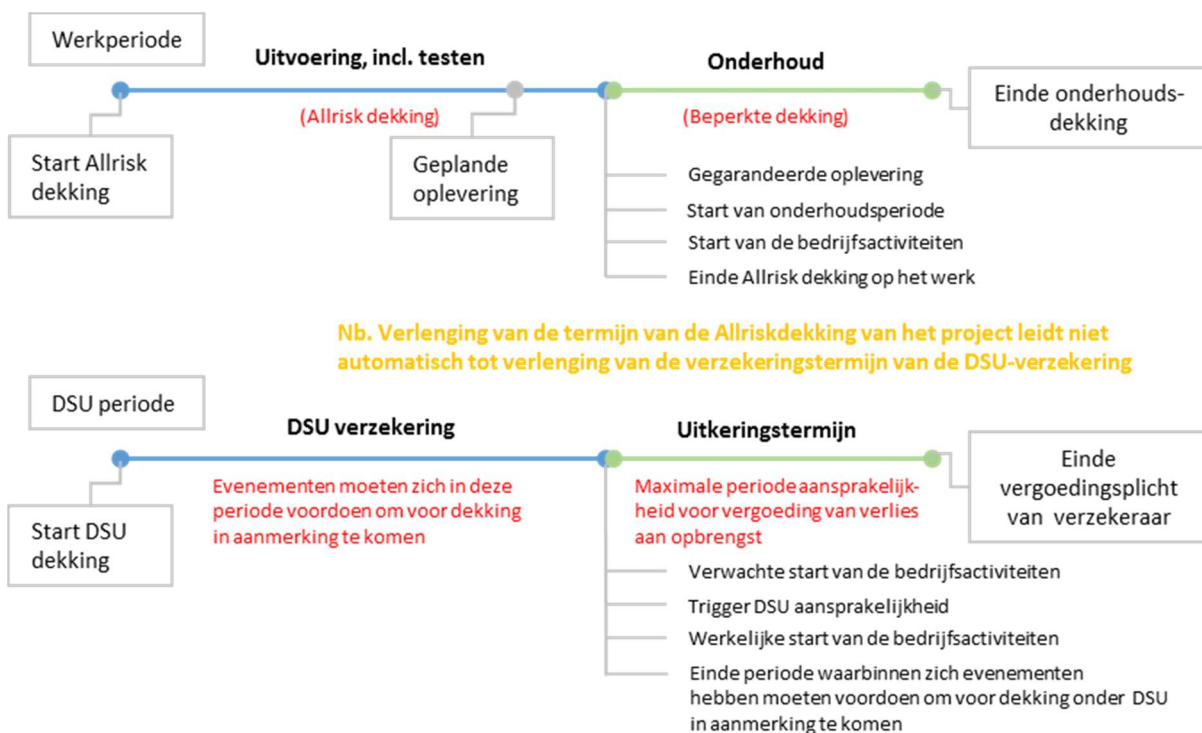 Werkperiode
Uitvoering, incl. testen
Onderhoud
(Allrisk dekking)
(Beperkte dekking)
Einde onderhouds-
dekking
Start Allrisk
dekking
Geplande
oplevering
Gegarandeerde oplevering
Start van onderhoudsperiode
Start van de bedrijfsactiviteiten
Einde Allrisk dekking op het werk
Nb. Verlenging van de termijn van de Allriskdekking van het project leidt niet
automatisch tot verlenging van de verzekeringstermijn van de DSU-verzekering
DSU periode
DSU verzekering
Uitkeringstermijn
Evenementen moeten zich in deze
periode voordoen om voor dekking
in aanmerking te komen
Maximale periode aansprakelijk-
heid voor vergoeding van verlies
aan opbrengst
Einde
vergoedingsplicht
van verzekeraar
Start DSU
dekking
Verwachte start van de bedrijfsactiviteiten
Trigger DSU aansprakelijkheid
Werkelijke start van de bedrijfsactiviteiten
Einde periode waarbinnen zich evenementen
hebben moeten voordoen om voor dekking onder DSU
in aanmerking te komen